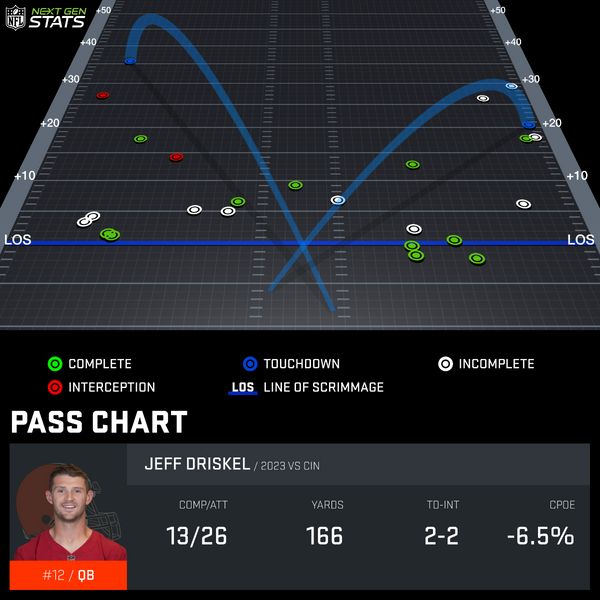 NFL
NEXT GEN
STATS
+50 +50
+40 +40
+30 +30
+20 +20
+10 +10
LOS LOS
COMPLETE TOUCHDOWN INCOMPLETE
INTERCEPTION LOS LINE OF SCRIMMAGE
PASS CHART
JEFF DRISKEL / 2023 VS CIN
COMP/ATT YARDS TD-INT CPOE
13/26 166 2-2 -6.5%
#12 / QB